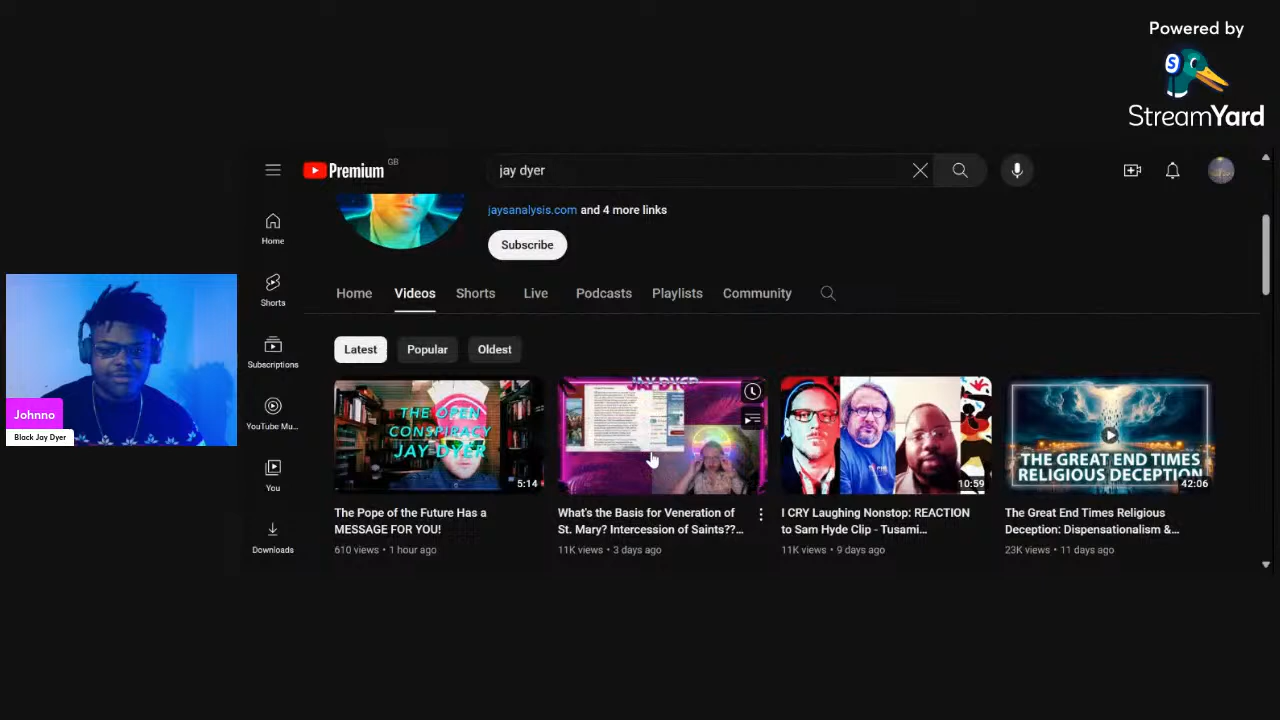 Powered by
StreamYard
Premium GB
jay dyer
jaysanalysis.com and 4 more links
Subscribe
Home
Shorts
Subscriptions
YouTube Mu...
You
Downloads
Home Videos Shorts Live Podcasts Playlists Community
Latest Popular Oldest
THE OPEN
CONSPIRACY
JAY DYER
5:14
JAY DYER
10:59
THE GREAT END TIMES
RELIGIOUS DECEPTION
42:06
The Pope of the Future Has a
MESSAGE FOR YOU!
610 views • 1 hour ago
What's the Basis for Veneration of
St. Mary? Intercession of Saints??...
11K views • 3 days ago
I CRY Laughing Nonstop: REACTION
to Sam Hyde Clip - Tusami...
11K views • 9 days ago
The Great End Times Religious
Deception: Dispensationalism &...
23K views • 11 days ago
Johnno
Black Jay Dyer